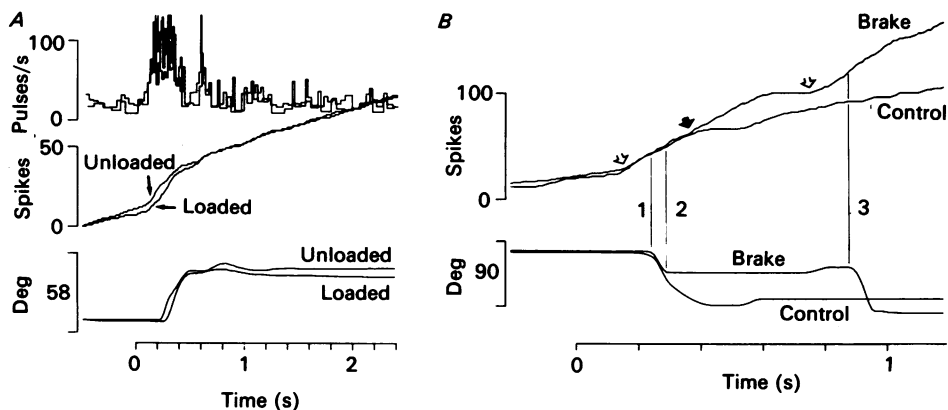 A
100
Pulses/s
0
50
Spikes
0
Unloaded
Loaded
Deg
58
Unloaded
Loaded
0
1
2
Time (s)
B
Brake
100
Spikes
0
Control
1
2
3
Deg
90
Brake
Control
0
1
Time (s)